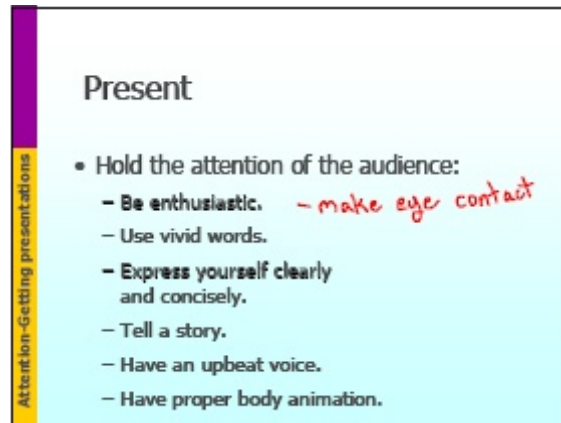 Present
• Hold the attention of the audience:
– Be enthusiastic. – make eye contact
– Use vivid words.
– Express yourself clearly
and concisely.
– Tell a story.
– Have an upbeat voice.
– Have proper body animation.
Attention-Getting presentations